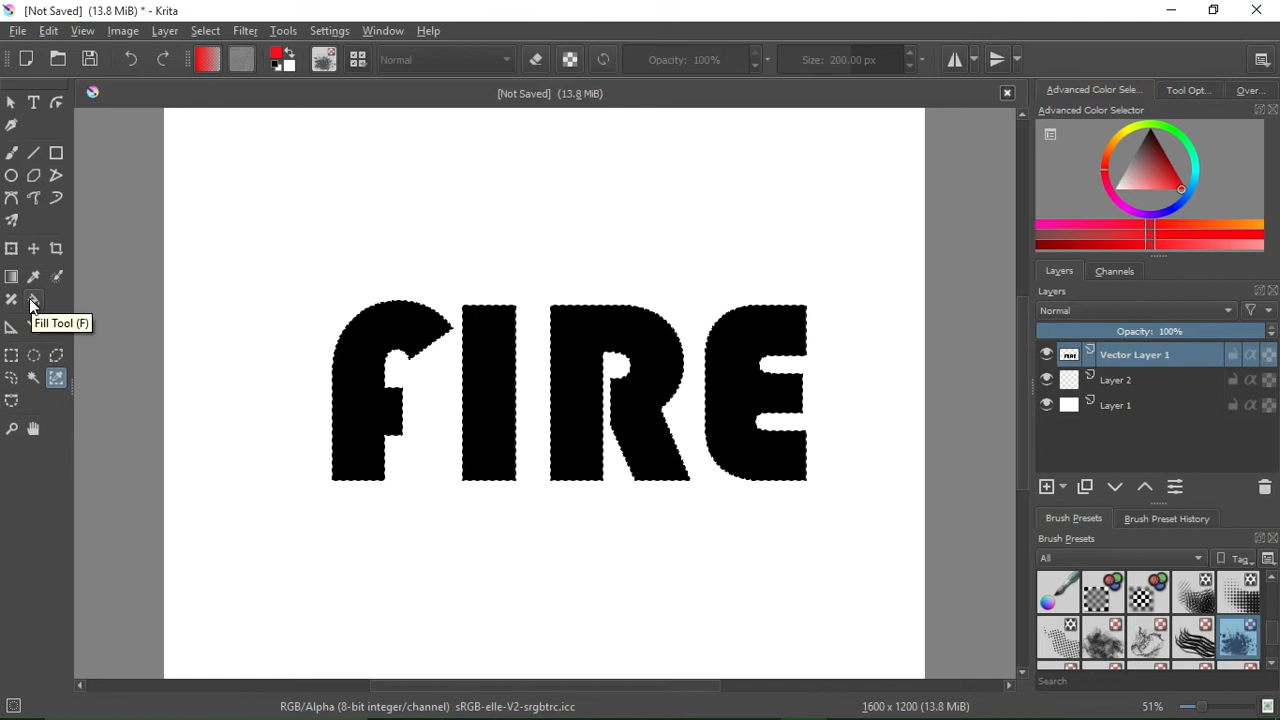 [Not Saved] (13.8 MiB) * - Krita
File Edit View Image Layer Select Filter Tools Settings Window Help
Normal Opacity: 100% Size: 200.00 px
[Not Saved] (13.8 MiB)
Advanced Color Sele... Tool Opt... Over...
Advanced Color Selector
Fill Tool (F)
FIRE
Layers Channels
Layers
Normal
Opacity: 100%
Vector Layer 1
Layer 2
Layer 1
Brush Presets Brush Preset History
Brush Presets
All Tag
Search
RGB/Alpha (8-bit integer/channel) sRGB-elle-V2-srgbtrc.icc 1600 x 1200 (13.8 MiB) 51%